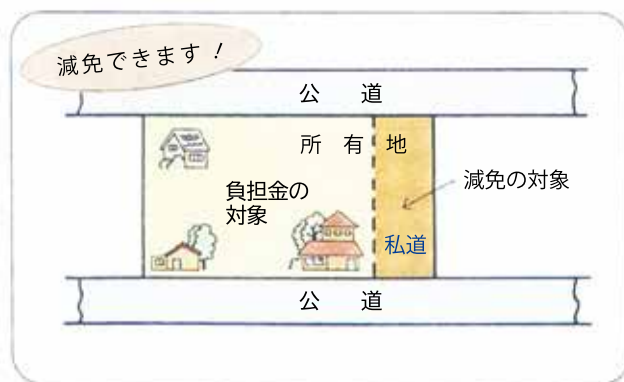 減免できます！
公　道
所　有　地
負担金の
対象
減免の対象
私道
公　道